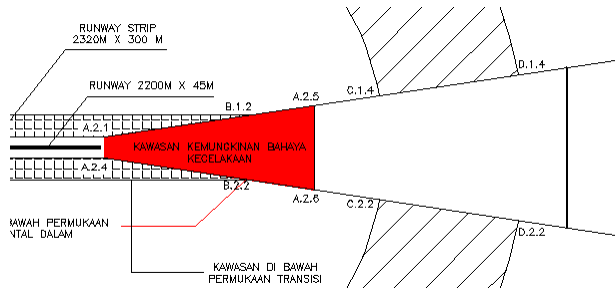 RUNWAY STRIP
2320M X 300 M
RUNWAY 2200M X 45M
A.2.1
B.1.2
A.2.5
C.1.4
D.1.4
KAWASAN KEMUNGKINAN BAHAYA
KECELAKAAN
A.2.4
B.2.2
A.2.6
C.2.2
D.2.2
BAWAH PERMUKAAN
NTAL DALAM
KAWASAN DI BAWAH
PERMUKAAN TRANSISI